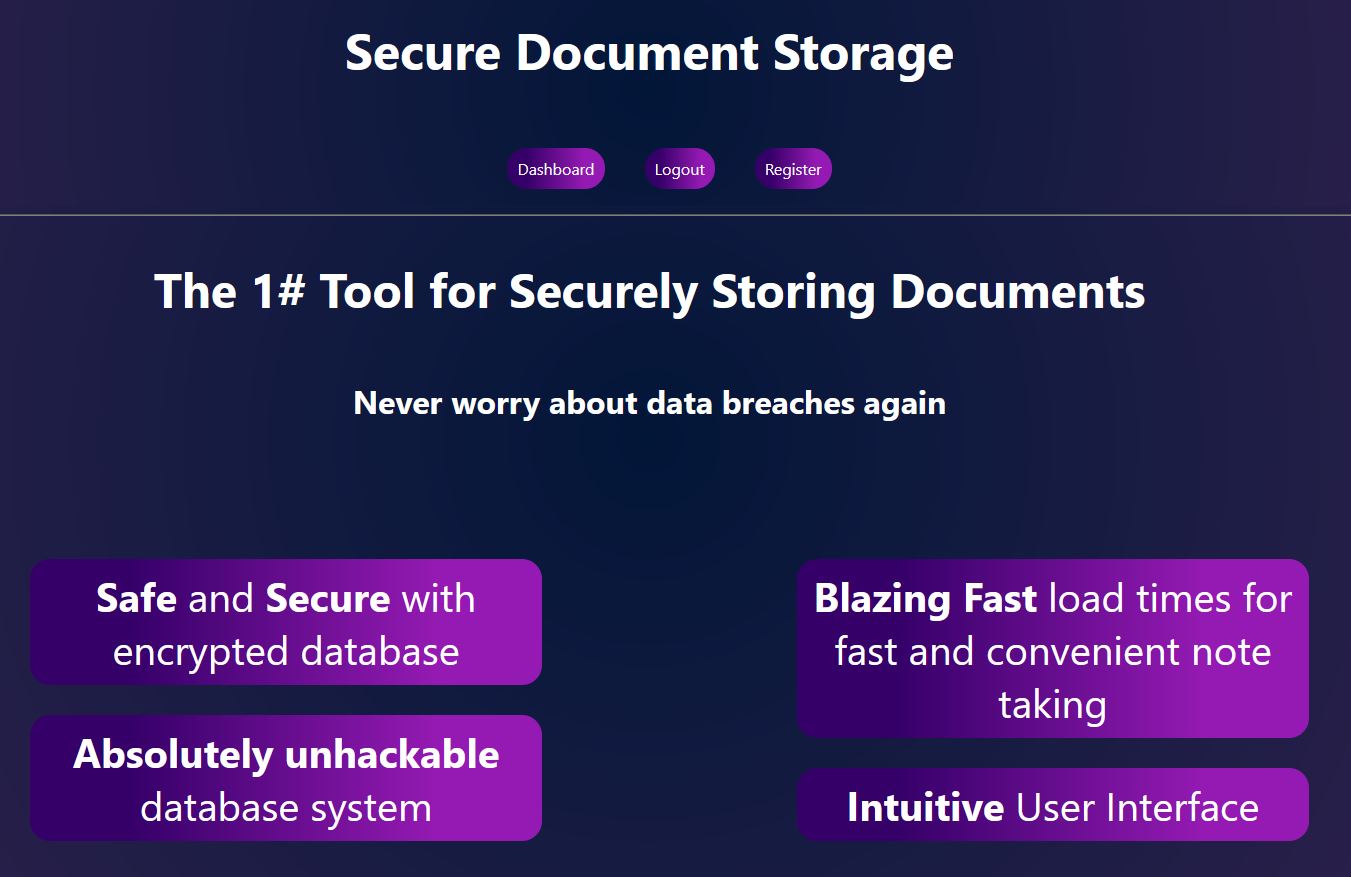 Secure Document Storage
Dashboard
Logout
Register
The 1# Tool for Securely Storing Documents
Never worry about data breaches again
Safe and Secure with
encrypted database
Absolutely unhackable
database system
Blazing Fast load times for
fast and convenient note
taking
Intuitive User Interface